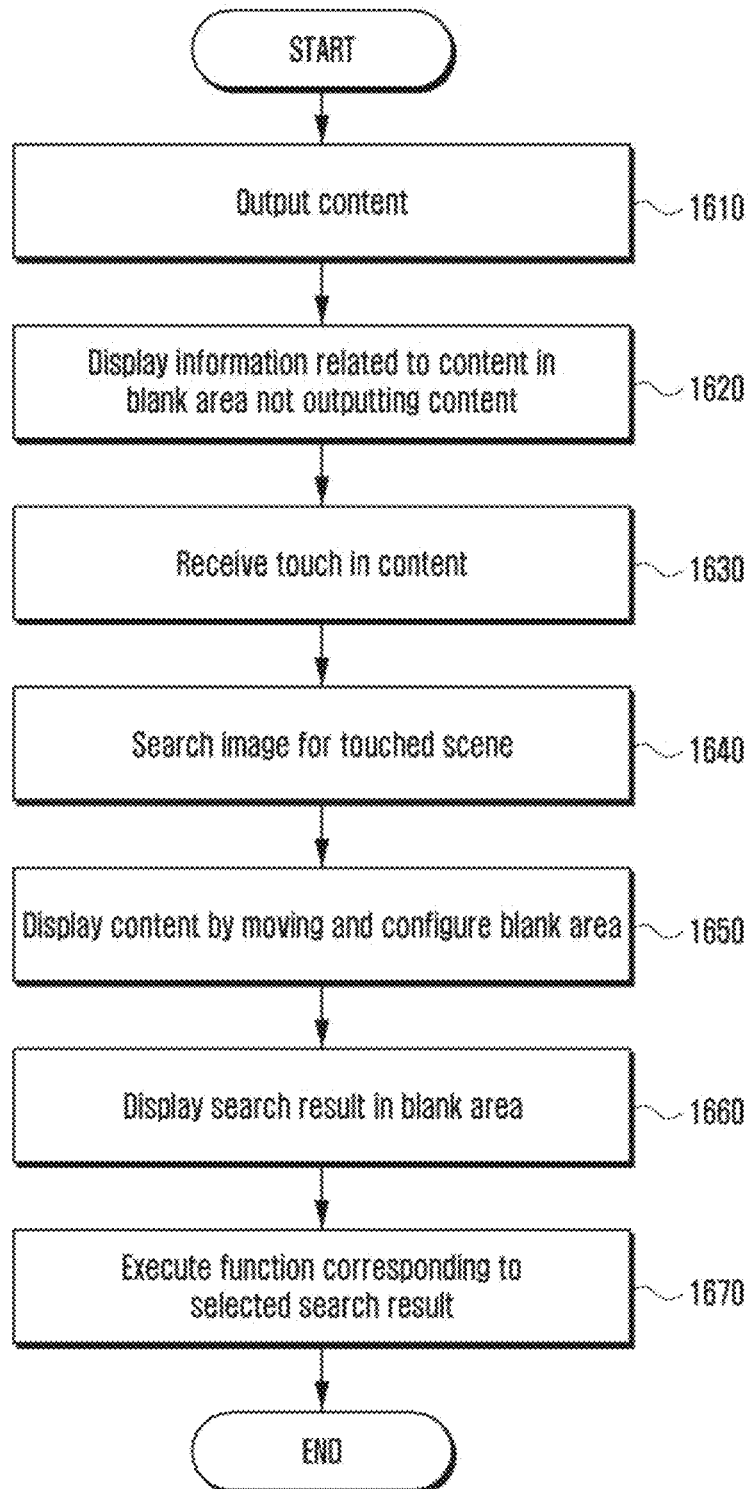 START
Output content
1610
Display information related to content in
blank area not outputting content
1620
Receive touch in content
1630
Search image for touched scene
1640
Display content by moving and configure blank area
1650
Display search result in blank area
1660
Execute function corresponding to
selected search result
1670
END